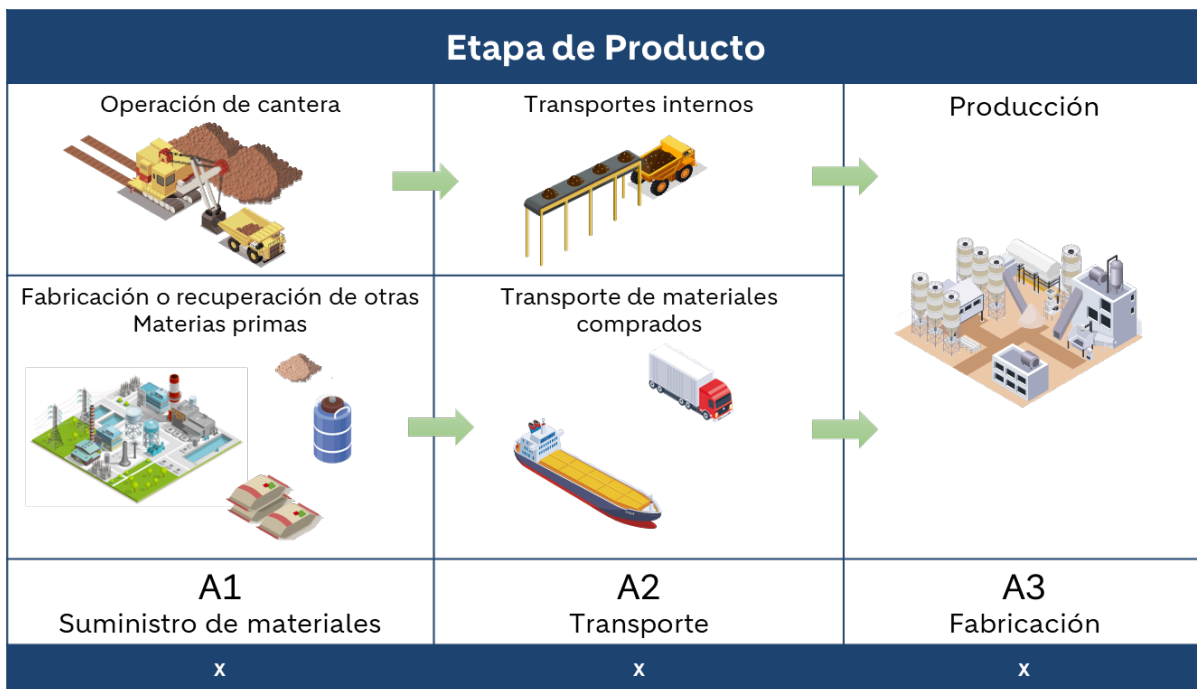 Etapa de Producto
Operación de cantera
Transportes internos
Producción
Fabricación o recuperación de otras
Materias primas
Transporte de materiales
comprados
A1
Suministro de materiales
A2
Transporte
A3
Fabricación
x
x
x